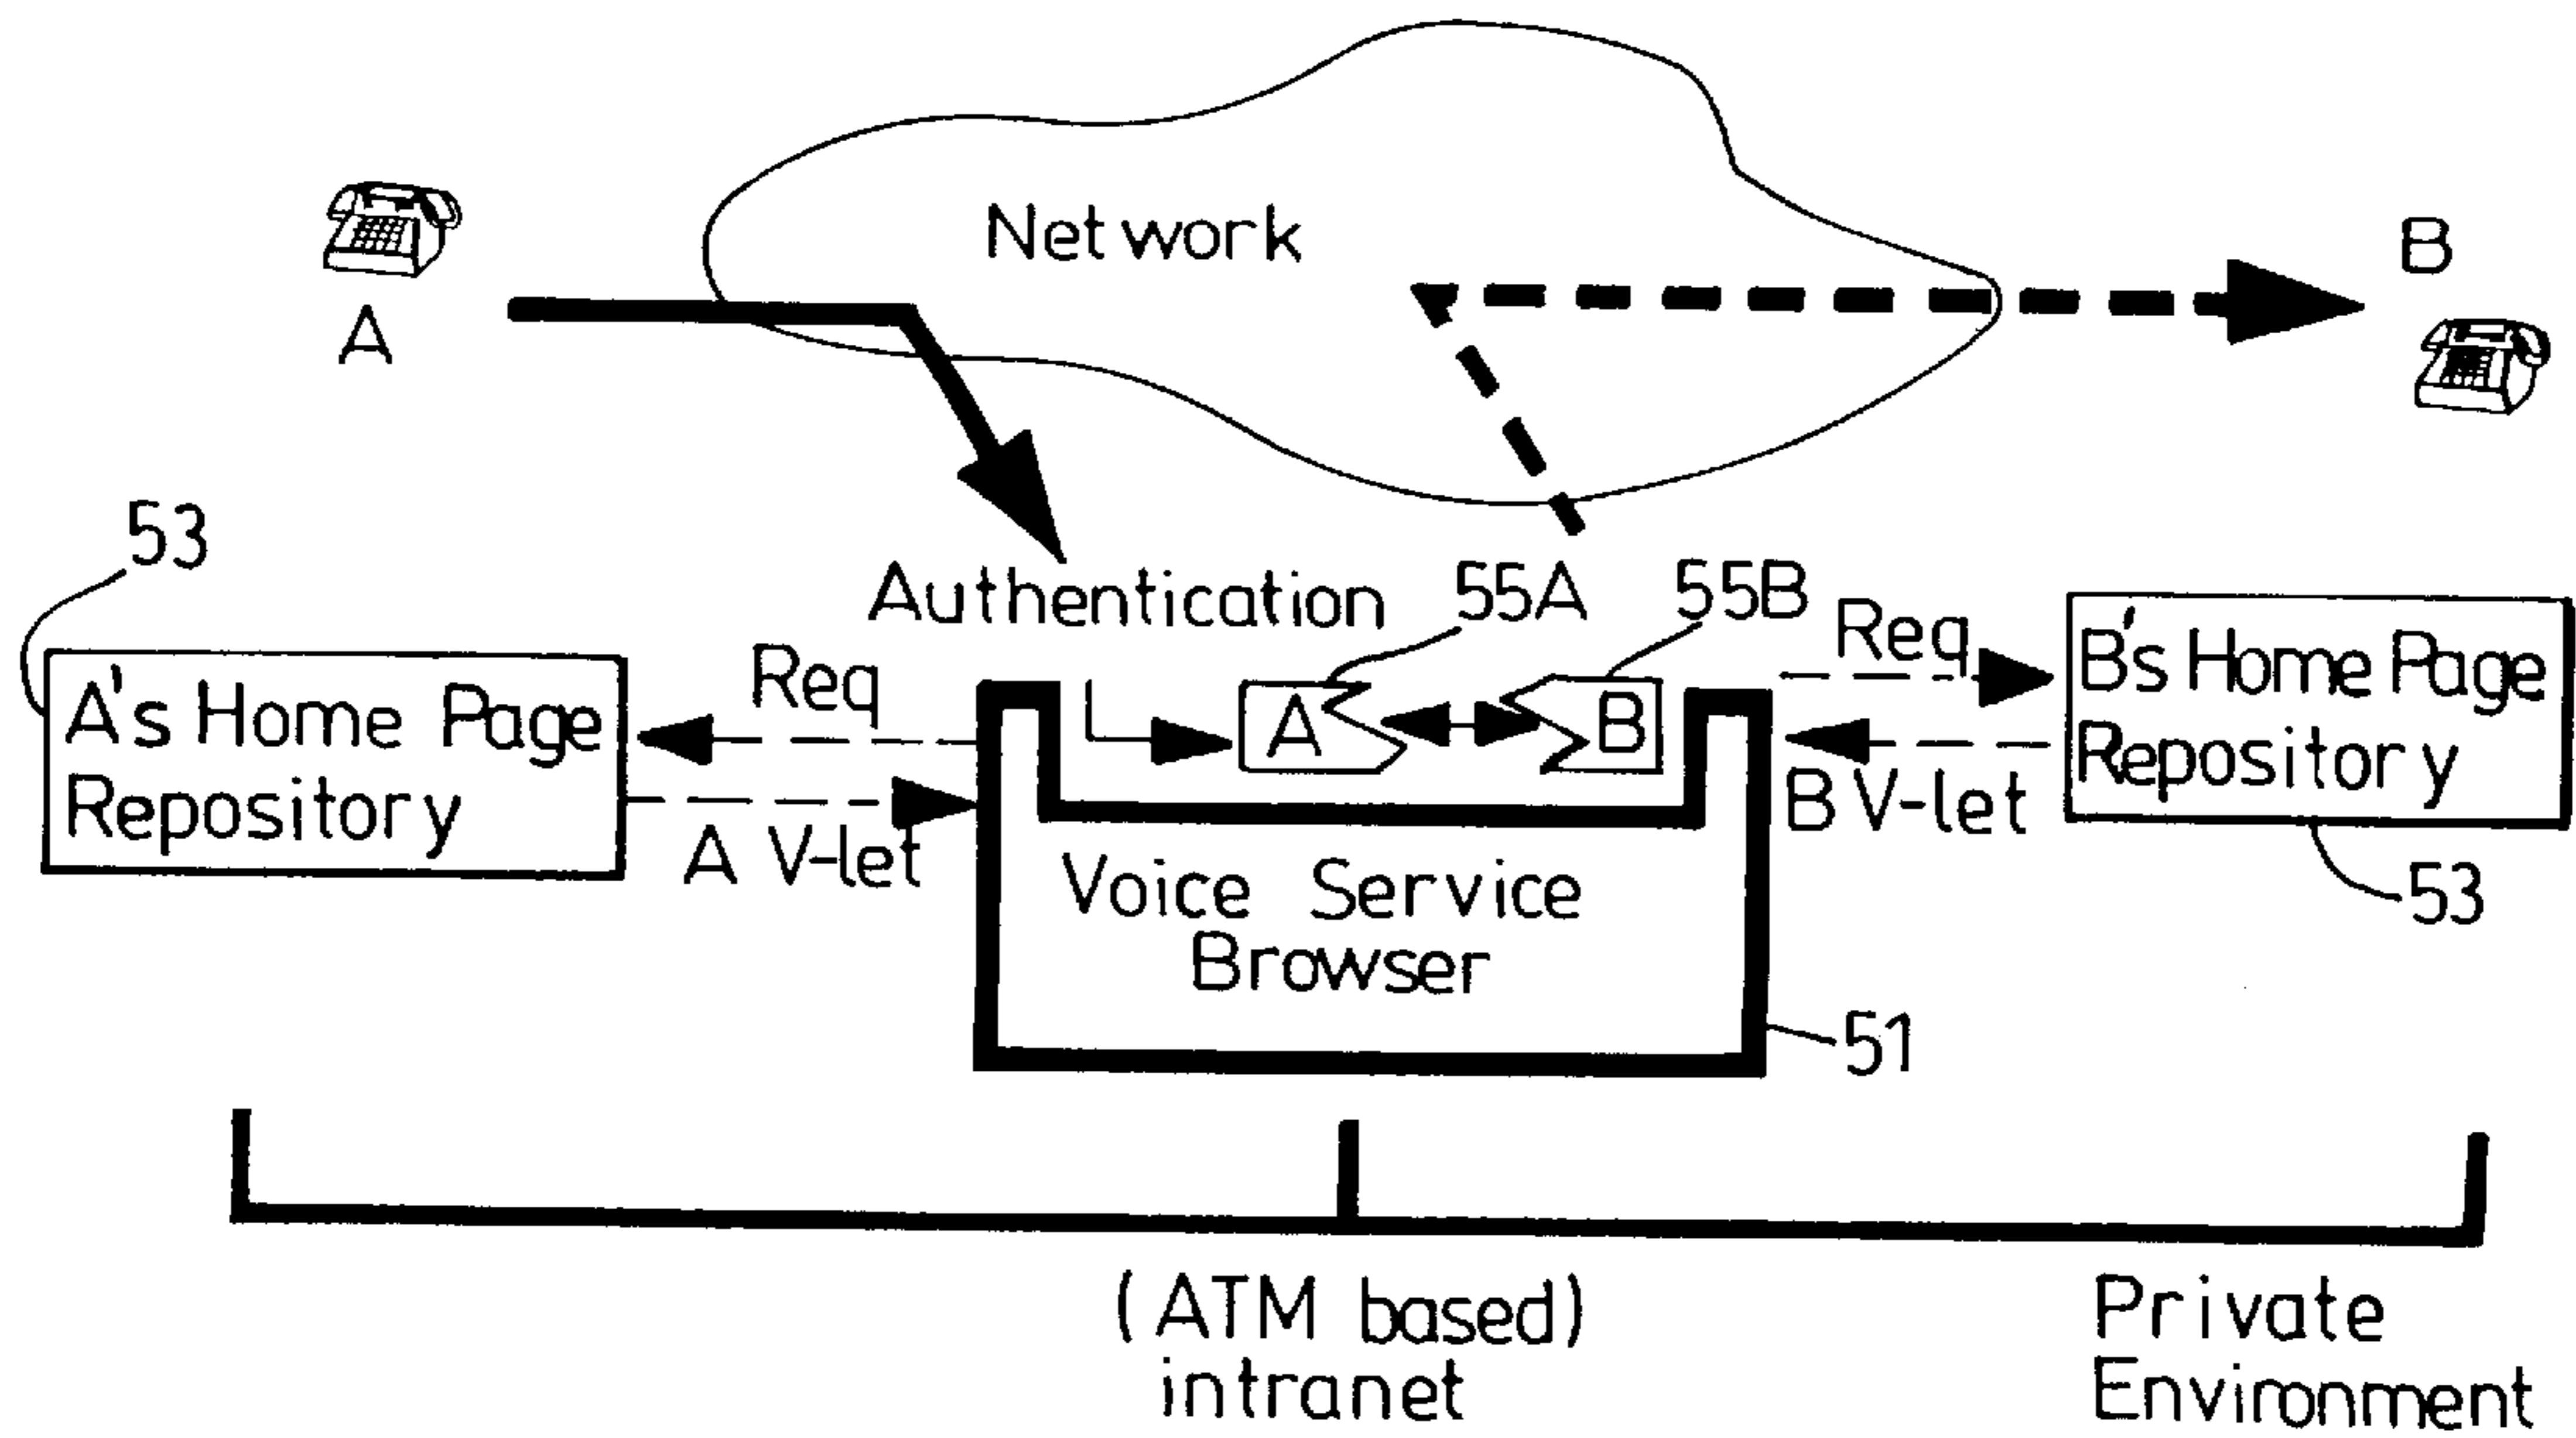 Network
A
B
53
Authentication
55A
55B
Req
Req
A's Home Page
Repository
A
B
B's Home Page
Repository
A V-let
B V-let
Voice Service
Browser
53
51
(ATM based)
intranet
Private
Environment